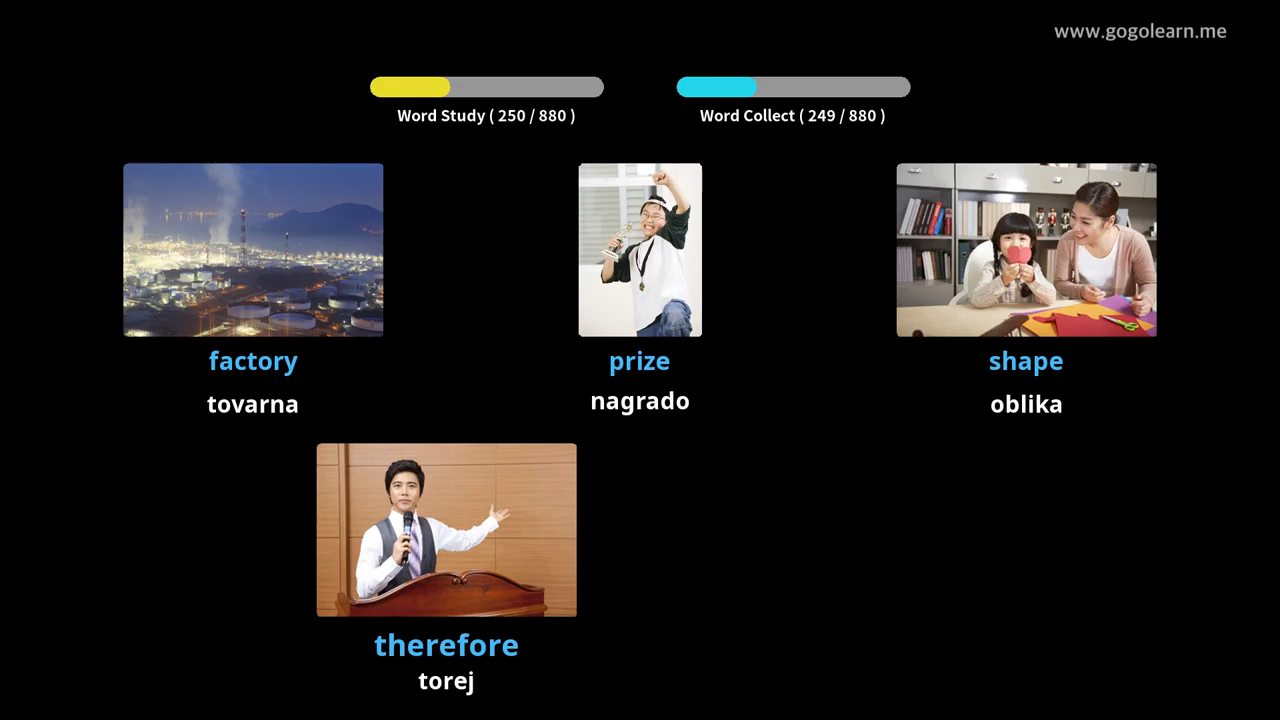 www.gogolearn.me
Word Study ( 250 / 880 )
Word Collect ( 249 / 880 )
factory
tovarna
prize
nagrado
shape
oblika
therefore
torej